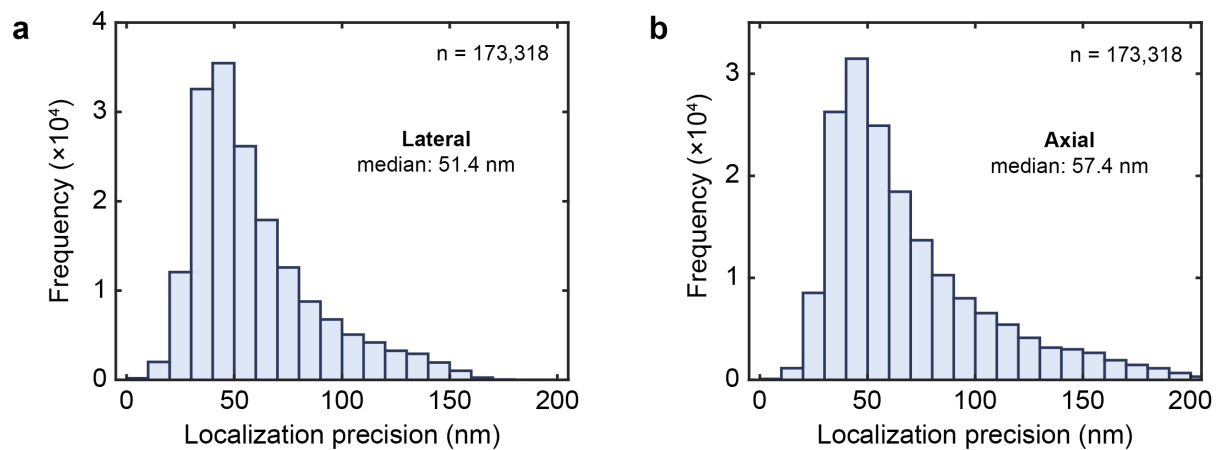 a
4
3
2
1
0
Frequency (×10⁴)
n = 173,318
Lateral
median: 51.4 nm
0 50 100 150 200
Localization precision (nm)
b
3
2
1
0
Frequency (×10⁴)
n = 173,318
Axial
median: 57.4 nm
0 50 100 150 200
Localization precision (nm)